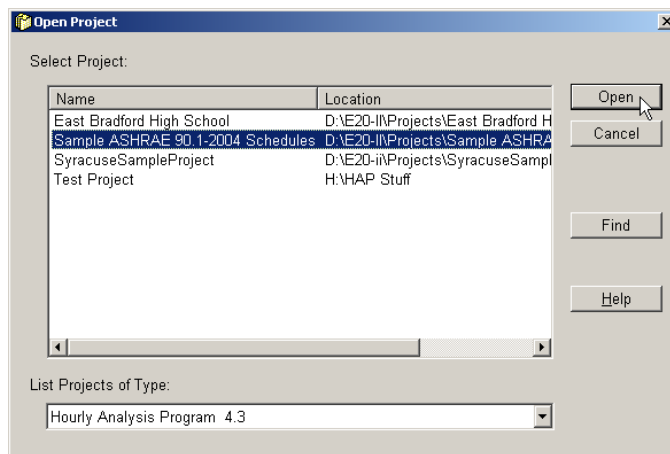 Open Project
Select Project:
Name Location
East Bradford High School D:\E20-II\Projects\East Bradford H
Sample ASHRAE 90.1-2004 Schedules D:\E20-II\Projects\Sample ASHRA
SyracuseSampleProject D:\E20-ii\Projects\SyracuseSampl
Test Project H:\HAP Stuff
Open
Cancel
Find
Help
List Projects of Type:
Hourly Analysis Program 4.3